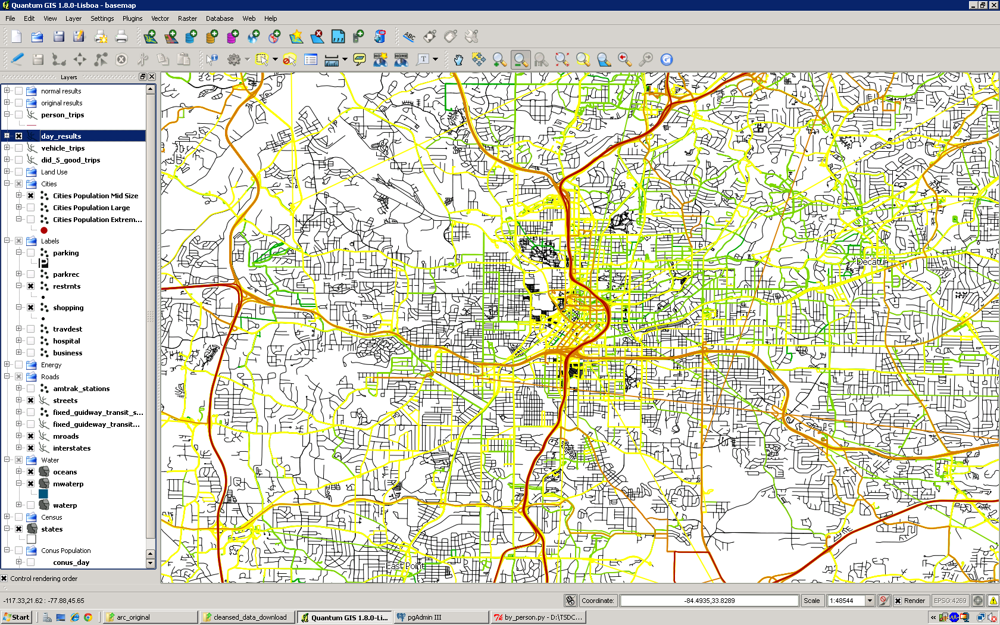 Quantum GIS 1.8.0-Lisboa - basemap
File Edit View Layer Settings Plugins Vector Raster Database Web Help
Layers
normal results
original results
person_trips
day_results
vehicle_trips
did_5_good_trips
Land Use
Cities
Cities Population Mid Size
Cities Population Large
Cities Population Extrem...
Labels
parking
parkrec
restrnts
shopping
travdest
hospital
business
Energy
Roads
amtrak_stations
streets
fixed_guidway_transit_s...
fixed_guideway_transit...
mroads
interstates
Water
oceans
mwaterp
waterp
Census
states
Conus Population
conus_day
Control rendering order
Decatur
East Point
-117.33,21.62 : -77.88,45.65
Coordinate: -84.4935,33.8289 Scale 1:48544 Render EPSG:4269
Start arc_original cleansed_data_download Quantum GIS 1.8.0-Li... pgAdmin III by_person.py - D:\TSDC...